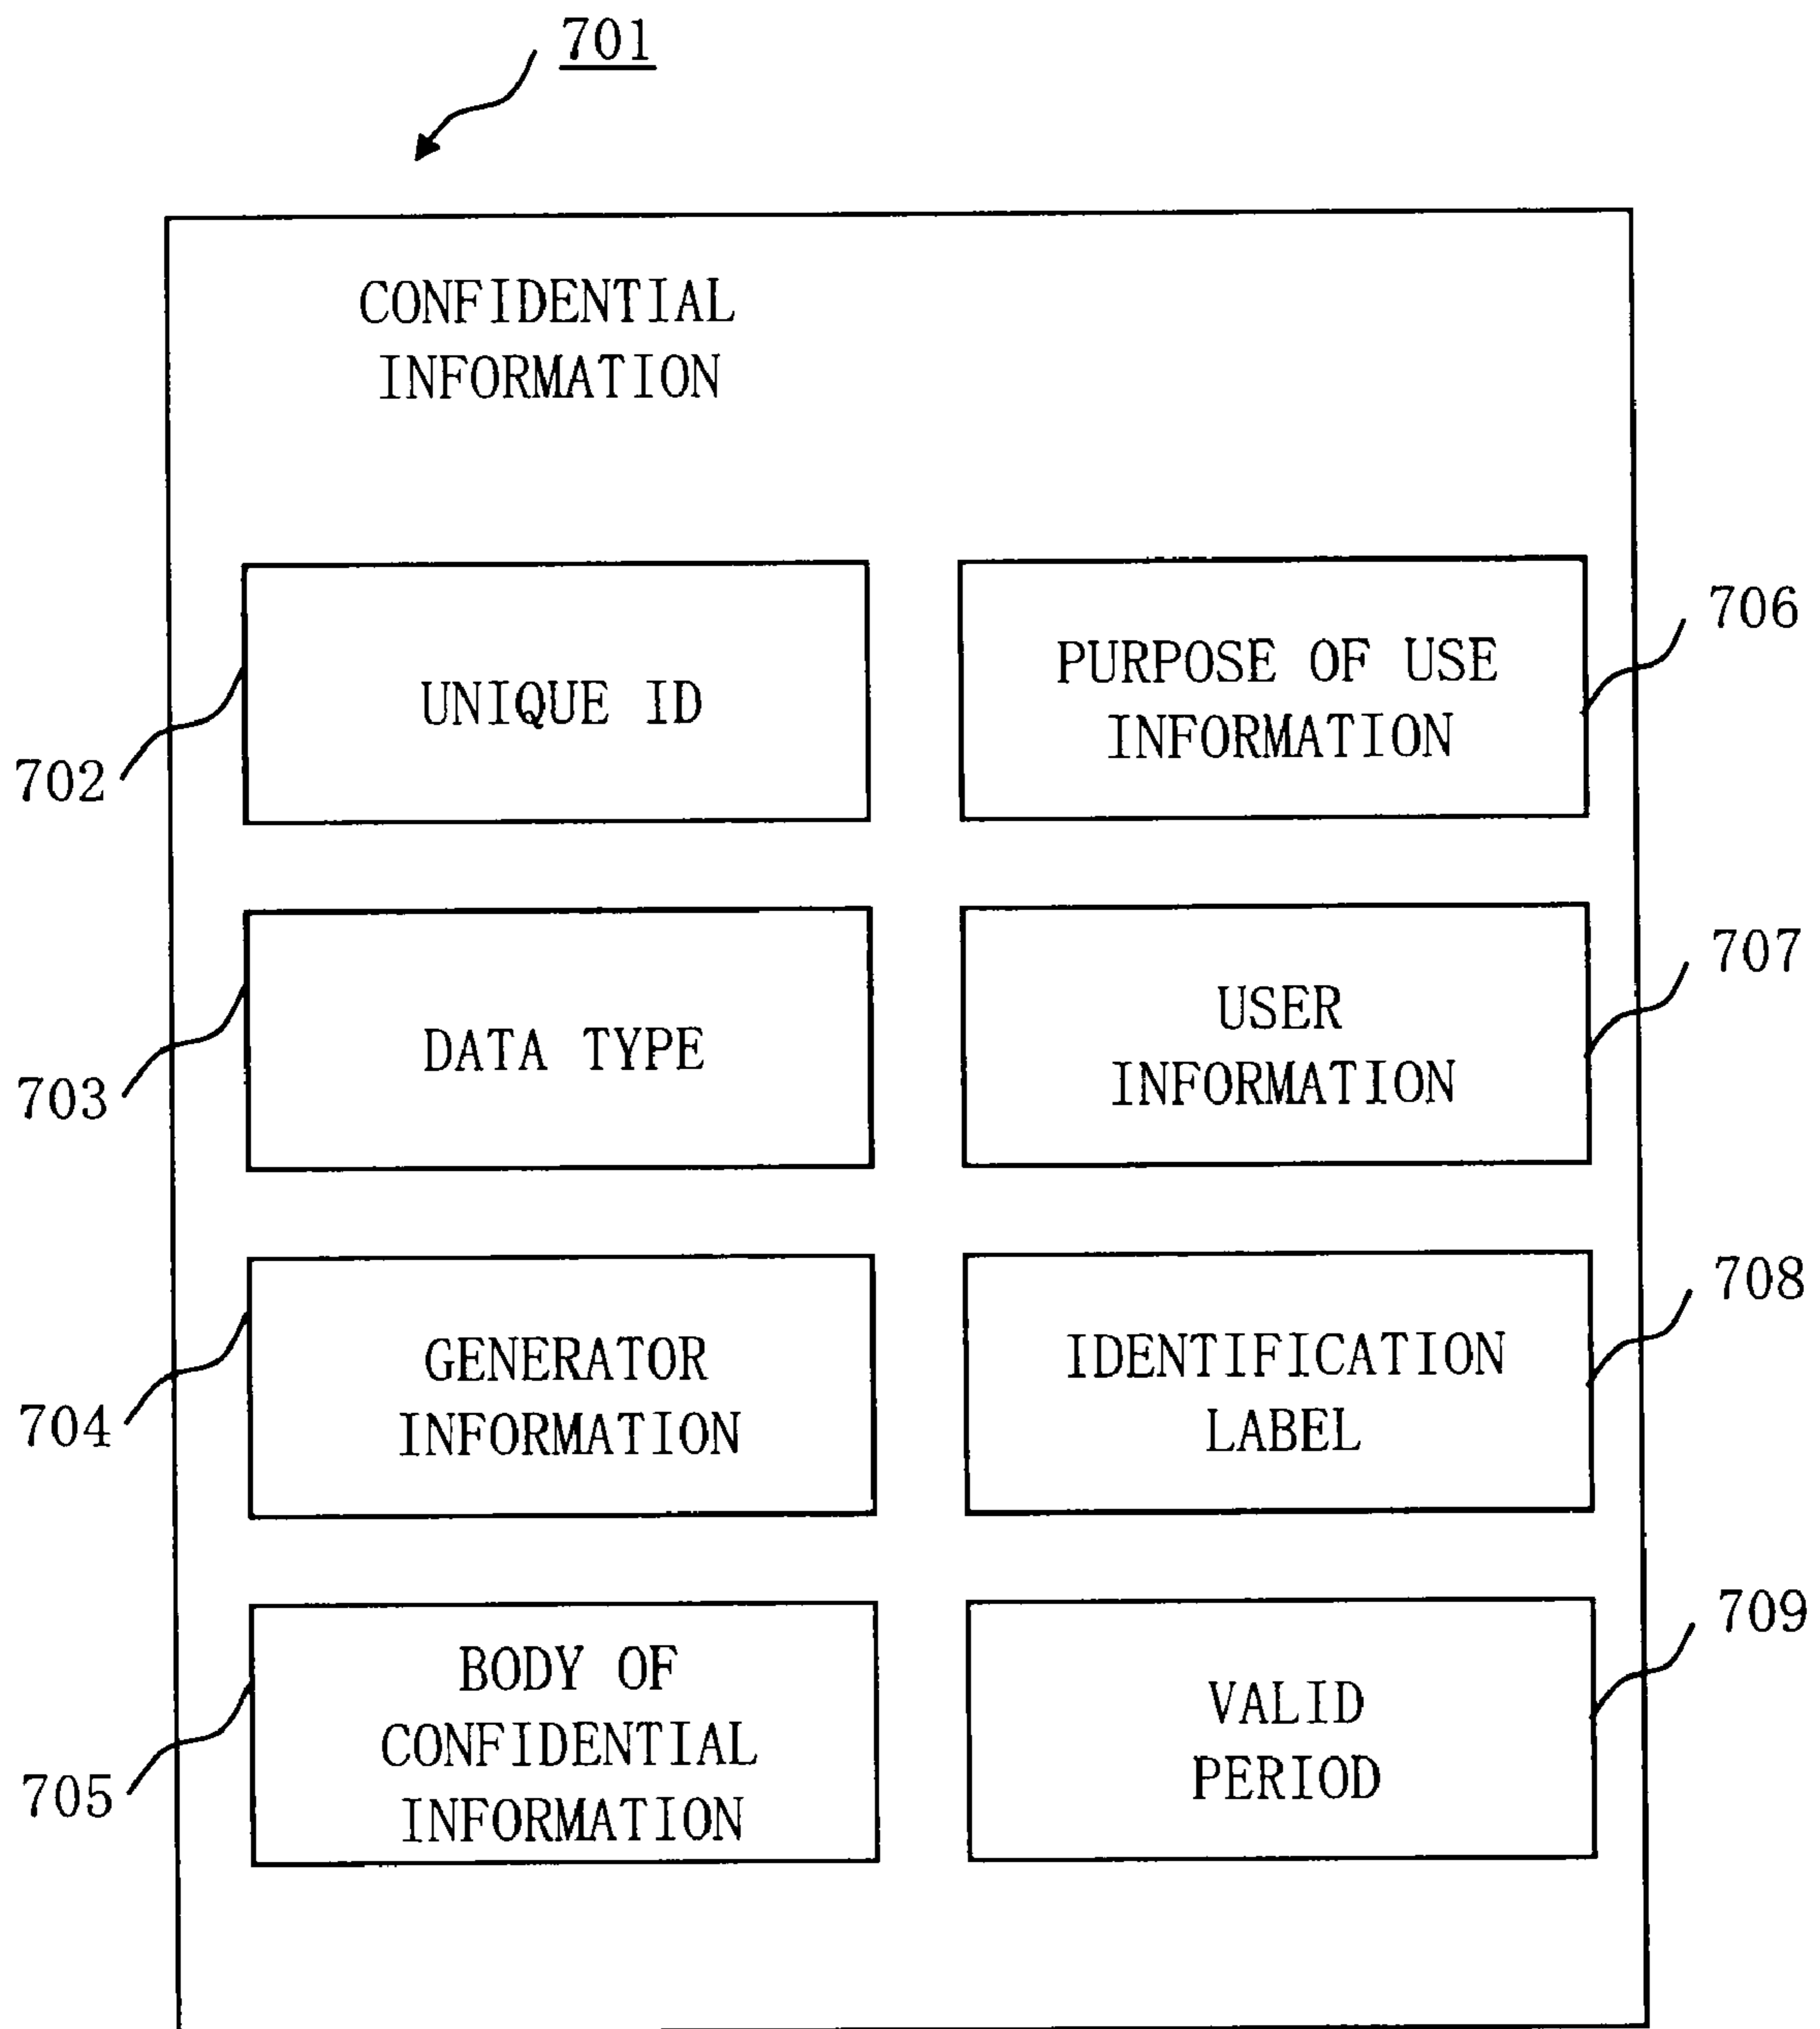 701
CONFIDENTIAL
INFORMATION
UNIQUE ID
702
PURPOSE OF USE
INFORMATION
706
DATA TYPE
703
USER
INFORMATION
707
GENERATOR
INFORMATION
704
IDENTIFICATION
LABEL
708
BODY OF
CONFIDENTIAL
INFORMATION
705
VALID
PERIOD
709